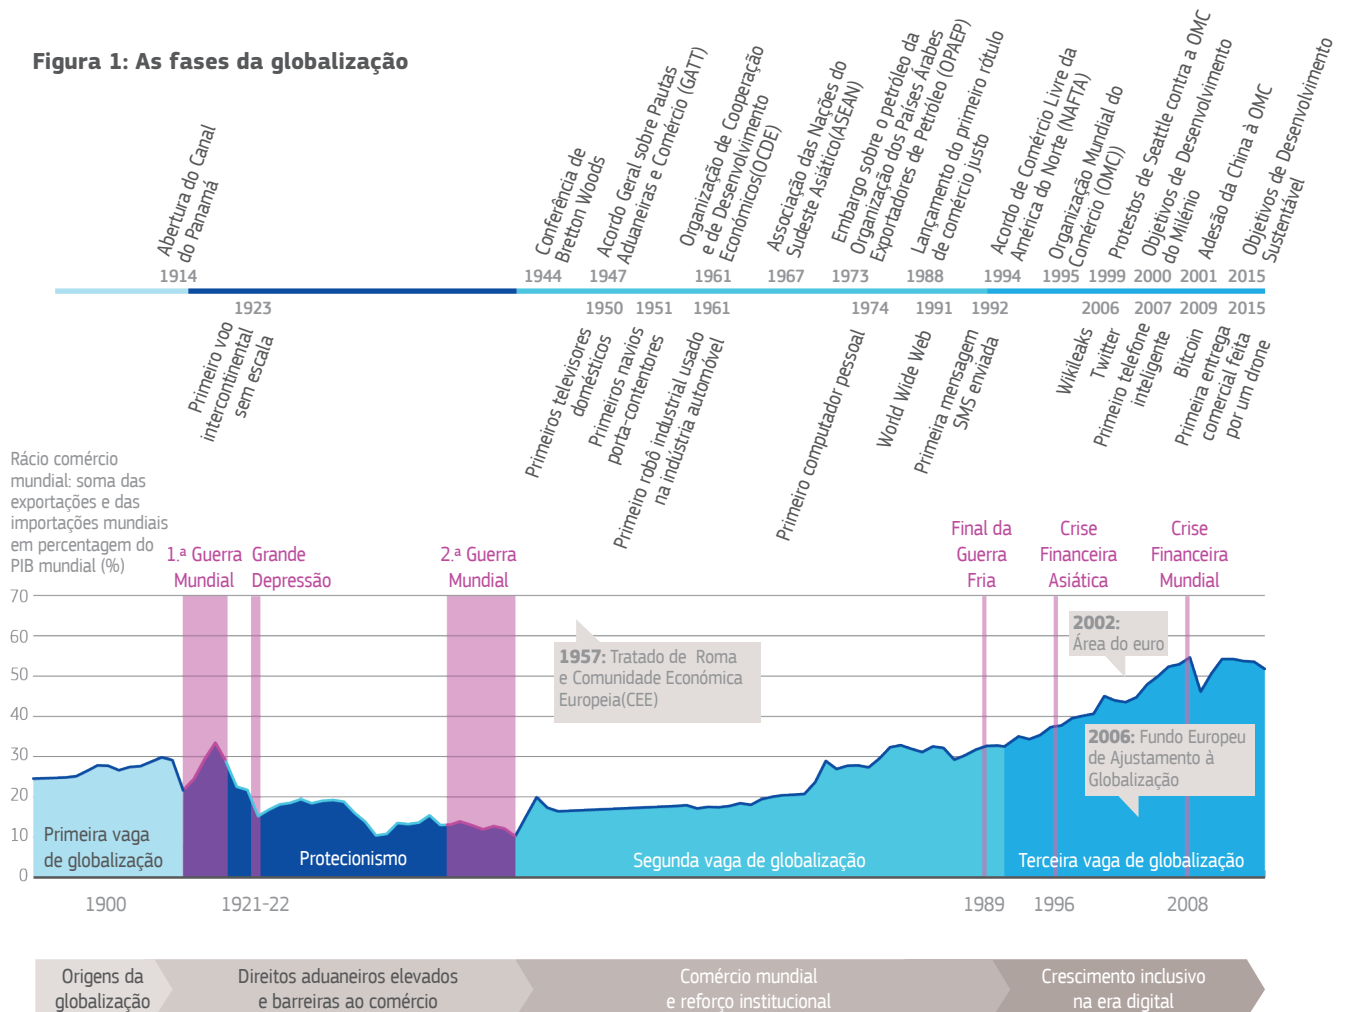 Figura 1: As fases da globalização
Abertura do Canal
do Panamá
Conferência de
Bretton Woods
Acordo Geral sobre Pautas
Aduaneiras e Comércio (GATT)
Organização de Cooperação
e de Desenvolvimento
Económicos(OCDE)
Associação das Nações do
Sudeste Asiático(ASEAN)
Embargo sobre o petróleo da
Organização dos Países Árabes
Exportadores de Petróleo (OPAEP)
Lançamento do primeiro rótulo
de comércio justo
Acordo de Comércio Livre da
América do Norte (NAFTA)
Organização Mundial do
Comércio (OMC))
Protestos de Seattle contra a OMC
Objetivos de Desenvolvimento
do Milénio
Adesão da China à OMC
Objetivos de Desenvolvimento
Sustentável
1914 1944 1947 1961 1967 1973 1988 1994 1995 1999 2000 2001 2015
1923 1950 1951 1961 1974 1991 1992 2006 2007 2009 2015
Primeiro voo
intercontinental
sem escala
Primeiros televisores
domésticos
Primeiros navios
porta-contentores
Primeiro robô industrial usado
na indústria automóvel
Primeiro computador pessoal
World Wide Web
Primeira mensagem
SMS enviada
Wikileaks
Twitter
Primeiro telefone
inteligente
Bitcoin
Primeira entrega
comercial feita
por um drone
Rácio comércio
mundial: soma das
exportações e das
importações mundiais
em percentagem do
PIB mundial (%)
1.ª Guerra
Mundial
Grande
Depressão
2.ª Guerra
Mundial
Final da
Guerra
Fria
Crise
Financeira
Asiática
Crise
Financeira
Mundial
70
60
50
40
30
20
10
0
1957: Tratado de Roma
e Comunidade Económica
Europeia(CEE)
2002:
Área do euro
2006: Fundo Europeu
de Ajustamento à
Globalização
Primeira vaga
de globalização
Protecionismo
Segunda vaga de globalização
Terceira vaga de globalização
1900 1921-22 1989 1996 2008
Origens da
globalização
Direitos aduaneiros elevados
e barreiras ao comércio
Comércio mundial
e reforço institucional
Crescimento inclusivo
na era digital